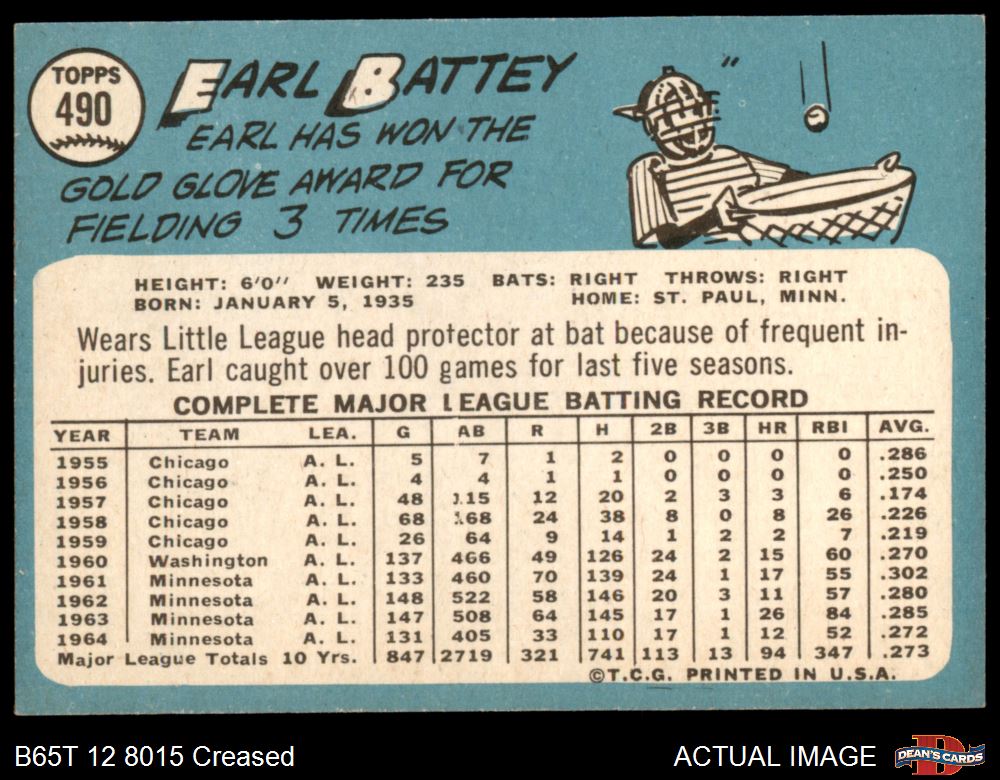 TOPPS
490
EARL BATTEY
EARL HAS WON THE
GOLD GLOVE AWARD FOR
FIELDING 3 TIMES
HEIGHT: 6'0" WEIGHT: 235 BATS: RIGHT THROWS: RIGHT
BORN: JANUARY 5, 1935 HOME: ST. PAUL, MINN.
Wears Little League head protector at bat because of frequent in-
juries. Earl caught over 100 games for last five seasons.
COMPLETE MAJOR LEAGUE BATTING RECORD
YEAR TEAM LEA. G AB R H 2B 3B HR RBI AVG.
1955 Chicago A. L. 5 7 1 2 0 0 0 0 .286
1956 Chicago A. L. 4 4 1 1 0 0 0 0 .250
1957 Chicago A. L. 48 115 12 20 2 3 3 6 .174
1958 Chicago A. L. 68 168 24 38 8 0 8 26 .226
1959 Chicago A. L. 26 64 9 14 1 2 2 7 .219
1960 Washington A. L. 137 466 49 126 24 2 15 60 .270
1961 Minnesota A. L. 133 460 70 139 24 1 17 55 .302
1962 Minnesota A. L. 148 522 58 146 20 3 11 57 .280
1963 Minnesota A. L. 147 508 64 145 17 1 26 84 .285
1964 Minnesota A. L. 131 405 33 110 17 1 12 52 .272
Major League Totals 10 Yrs. 847 2719 321 741 113 13 94 347 .273
©T.C.G. PRINTED IN U.S.A.
B65T 12 8015 Creased
ACTUAL IMAGE
DEAN'S CARDS